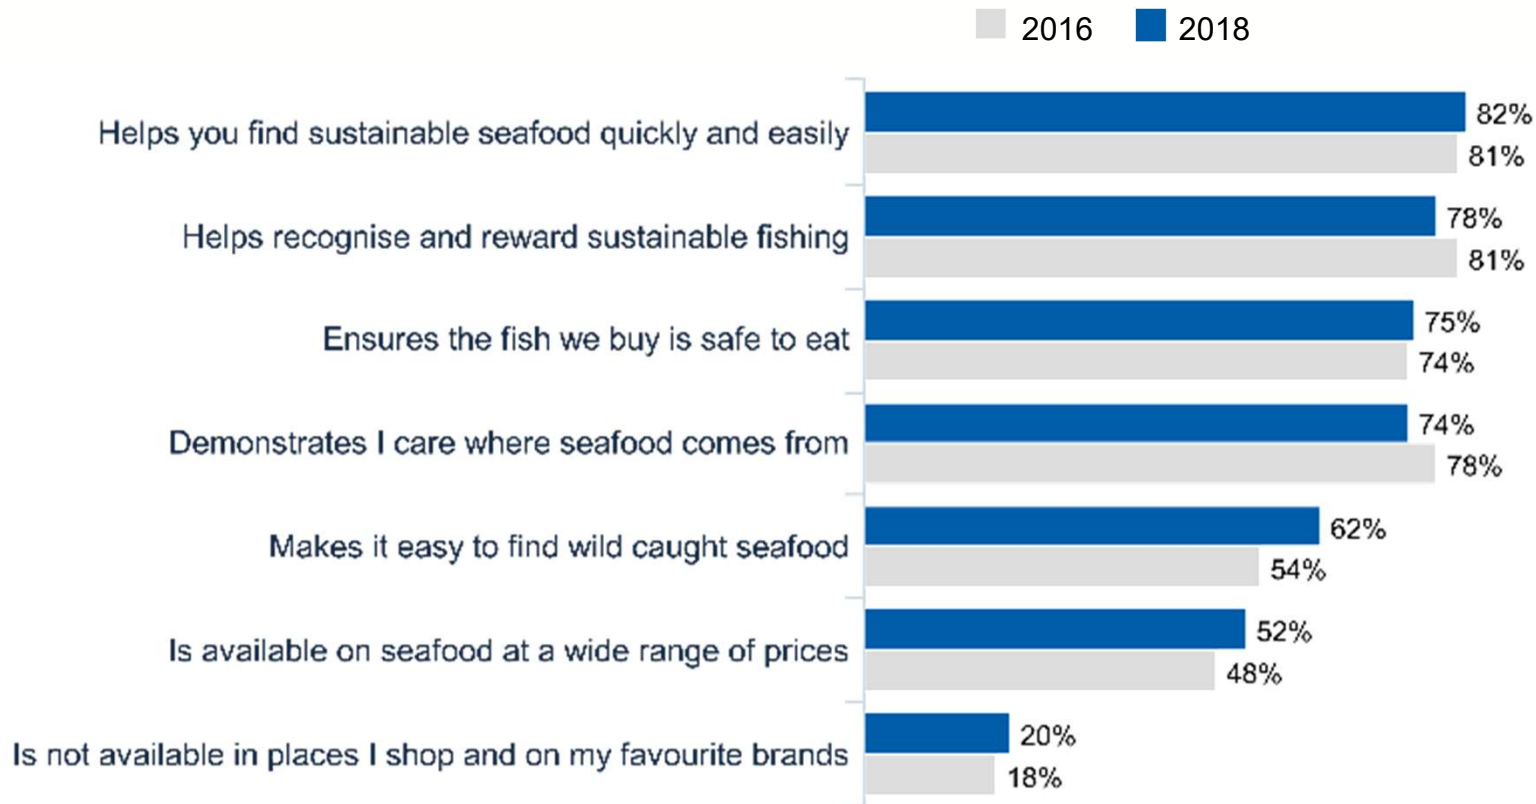 2016 2018
Helps you find sustainable seafood quickly and easily
82%
81%
Helps recognise and reward sustainable fishing
78%
81%
Ensures the fish we buy is safe to eat
75%
74%
Demonstrates I care where seafood comes from
74%
78%
Makes it easy to find wild caught seafood
62%
54%
Is available on seafood at a wide range of prices
52%
48%
Is not available in places I shop and on my favourite brands
20%
18%